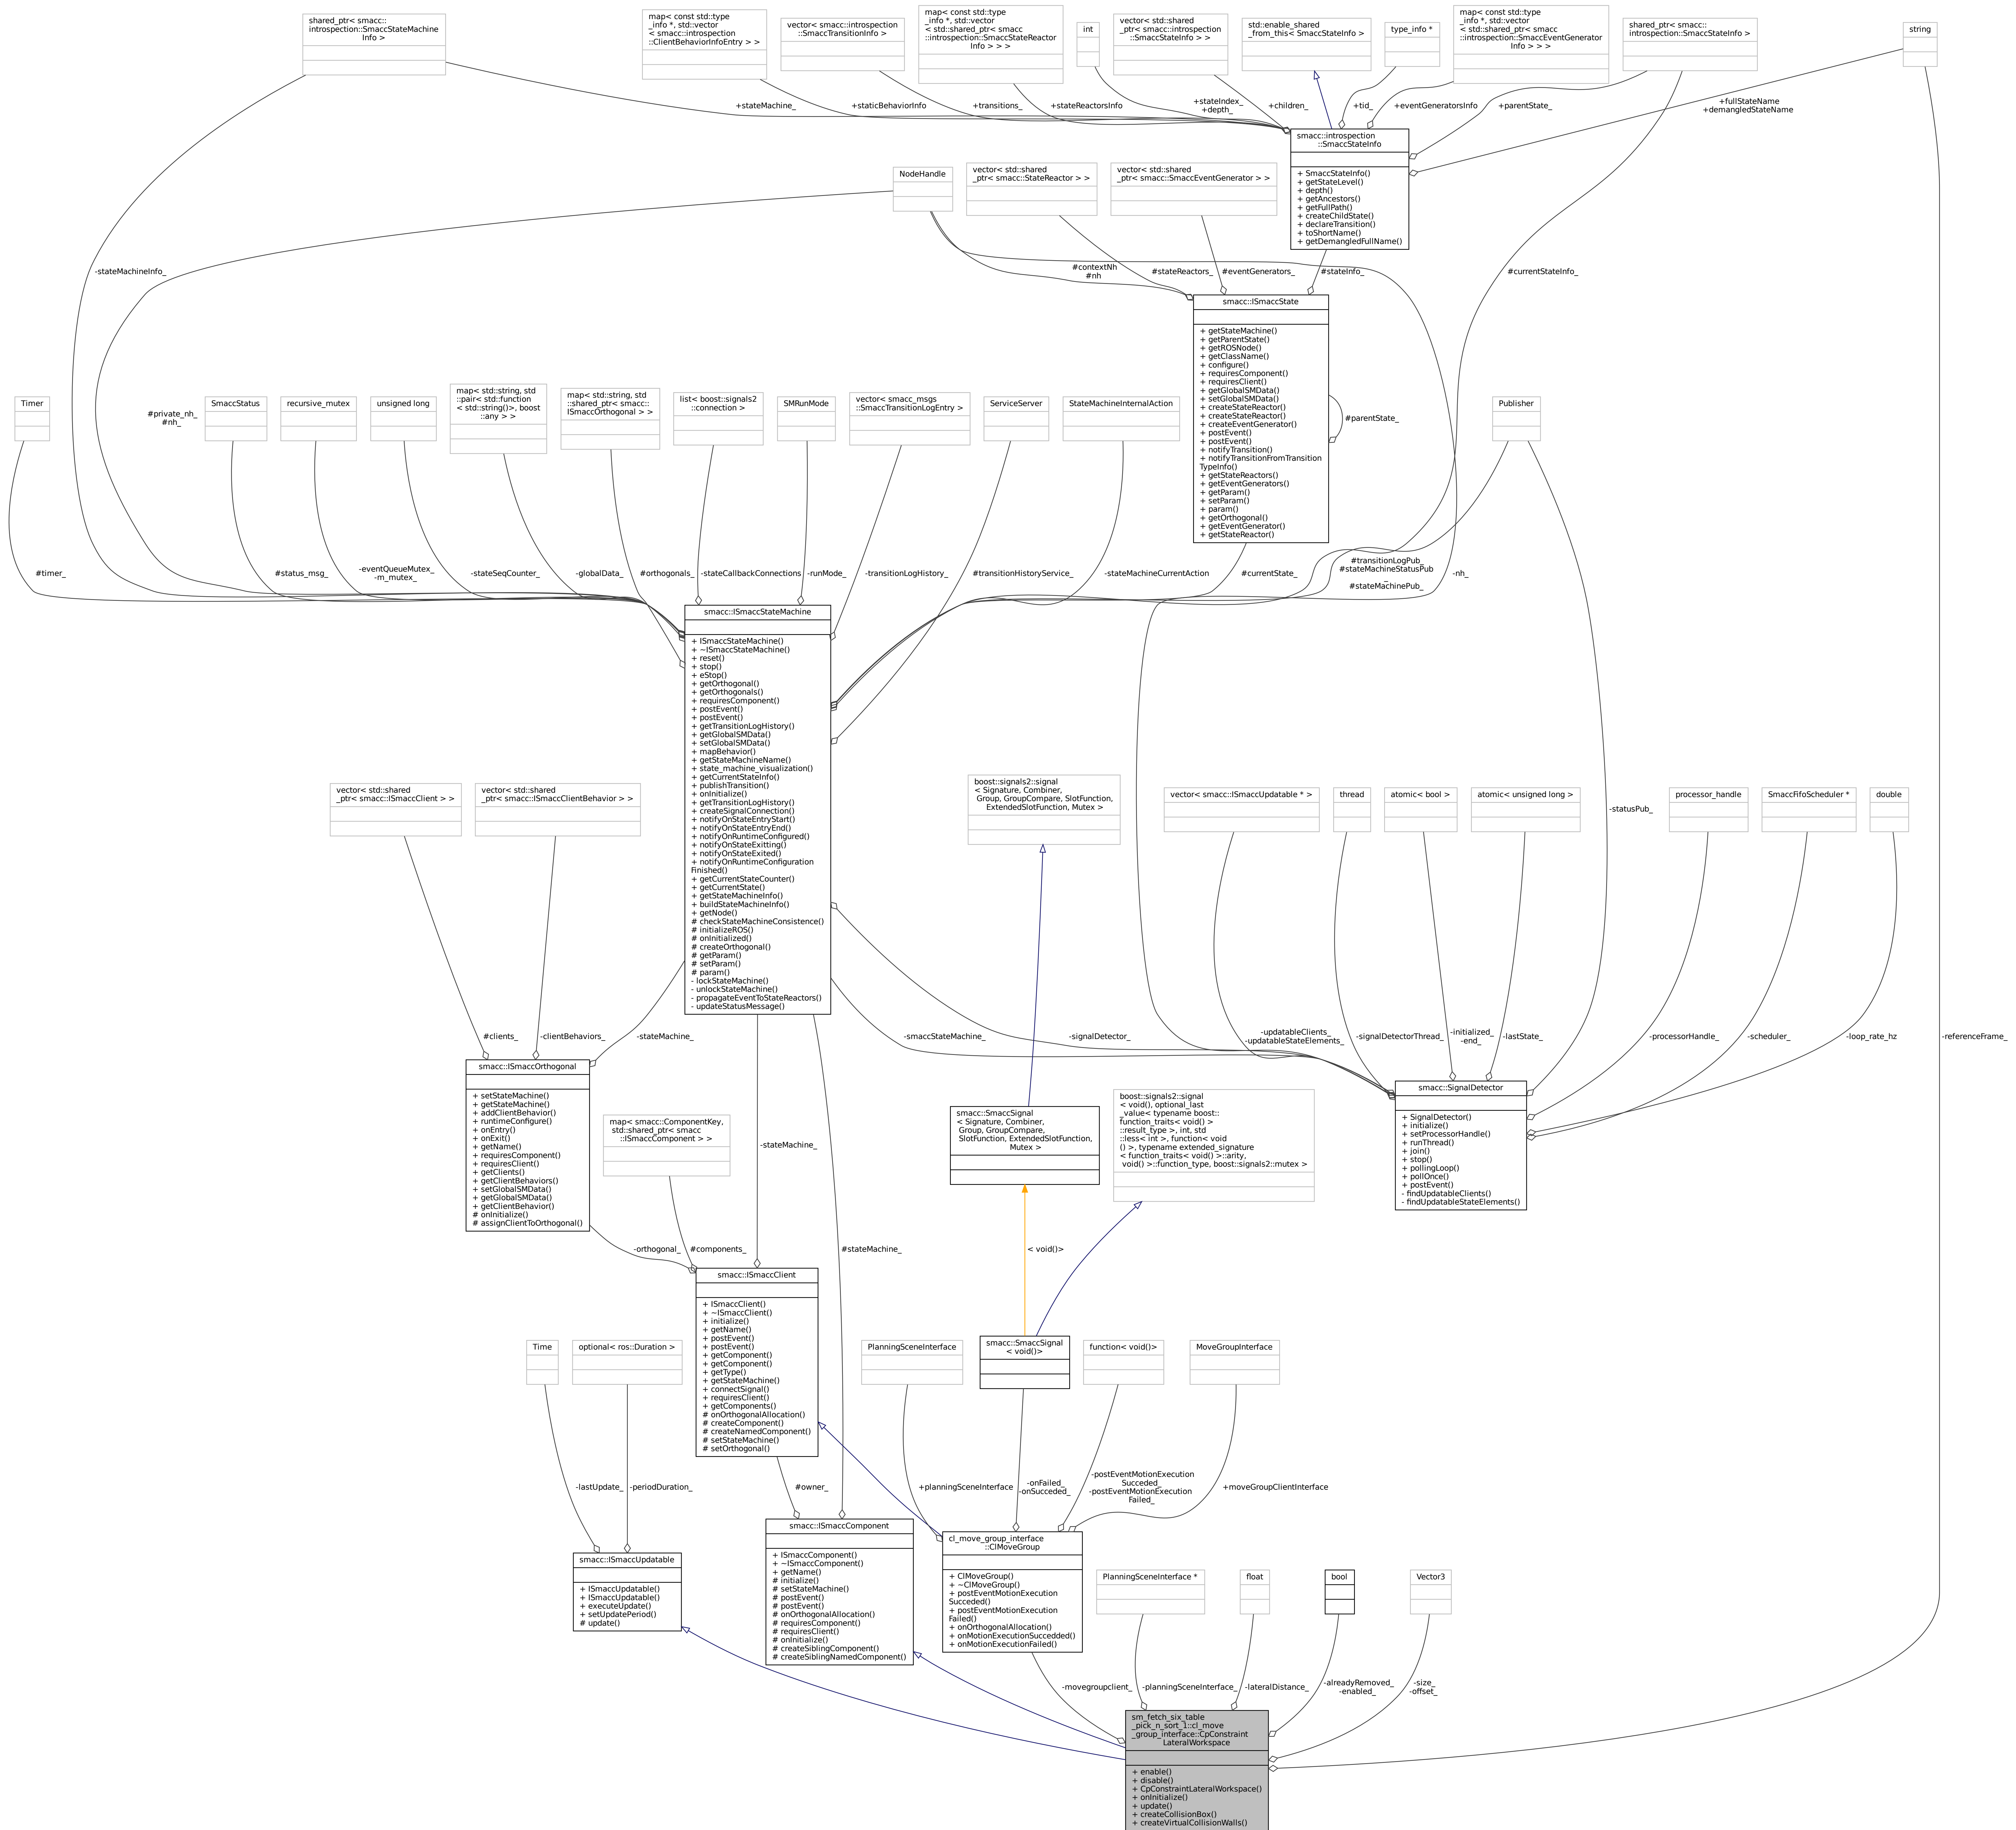 shared_ptr< smacc::
introspection::SmaccStateMachine
Info >
map< const std::type
_info *, std::vector
< smacc::introspection
::ClientBehaviorInfoEntry > >
vector< smacc::introspection
::SmaccTransitionInfo >
map< const std::type
_info *, std::vector
< std::shared_ptr< smacc
::introspection::SmaccStateReactor
Info > > >
int
vector< std::shared
_ptr< smacc::introspection
::SmaccStateInfo > >
std::enable_shared
_from_this< SmaccStateInfo >
type_info *
map< const std::type
_info *, std::vector
< std::shared_ptr< smacc
::introspection::SmaccEventGenerator
Info > > >
shared_ptr< smacc::
introspection::SmaccStateInfo >
string
+stateMachine_
+staticBehaviorInfo
+transitions_
+stateReactorsInfo
+stateIndex_
+depth_
+children_
+tid_
+eventGeneratorsInfo
+parentState_
+fullStateName
+demangledStateName
smacc::introspection
::SmaccStateInfo
+ SmaccStateInfo()
+ getStateLevel()
+ depth()
+ getAncestors()
+ getFullPath()
+ createChildState()
+ declareTransition()
+ toShortName()
+ getDemangledFullName()
NodeHandle
vector< std::shared
_ptr< smacc::StateReactor > >
vector< std::shared
_ptr< smacc::SmaccEventGenerator > >
-stateMachineInfo_
#contextNh
#nh
#stateReactors_
#eventGenerators_
#stateInfo_
#currentStateInfo_
smacc::ISmaccState
+ getStateMachine()
+ getParentState()
+ getROSNode()
+ getClassName()
+ configure()
+ requiresComponent()
+ requiresClient()
+ getGlobalSMData()
+ setGlobalSMData()
+ createStateReactor()
+ createStateReactor()
+ createEventGenerator()
+ postEvent()
+ postEvent()
+ notifyTransition()
+ notifyTransitionFromTransition
TypeInfo()
+ getStateReactors()
+ getEventGenerators()
+ getParam()
+ setParam()
+ param()
+ getOrthogonal()
+ getEventGenerator()
+ getStateReactor()
#parentState_
Timer
#private_nh_
#nh_
SmaccStatus
recursive_mutex
unsigned long
map< std::string, std
::pair< std::function
< std::string()>, boost
::any > >
map< std::string, std
::shared_ptr< smacc::
ISmaccOrthogonal > >
list< boost::signals2
::connection >
SMRunMode
vector< smacc_msgs
::SmaccTransitionLogEntry >
ServiceServer
StateMachineInternalAction
Publisher
#timer_
#status_msg_
-eventQueueMutex_
-m_mutex_
-stateSeqCounter_
-globalData_
#orthogonals_
-stateCallbackConnections
-runMode_
-transitionLogHistory_
#transitionHistoryService_
-stateMachineCurrentAction
#currentState_
#transitionLogPub_
#stateMachineStatusPub
_
#stateMachinePub_
-nh_
smacc::ISmaccStateMachine
+ ISmaccStateMachine()
+ ~ISmaccStateMachine()
+ reset()
+ stop()
+ eStop()
+ getOrthogonal()
+ getOrthogonals()
+ requiresComponent()
+ postEvent()
+ postEvent()
+ getTransitionLogHistory()
+ getGlobalSMData()
+ setGlobalSMData()
+ mapBehavior()
+ getStateMachineName()
+ state_machine_visualization()
+ getCurrentStateInfo()
+ publishTransition()
+ onInitialize()
+ getTransitionLogHistory()
+ createSignalConnection()
+ notifyOnStateEntryStart()
+ notifyOnStateEntryEnd()
+ notifyOnRuntimeConfigured()
+ notifyOnStateExitting()
+ notifyOnStateExited()
+ notifyOnRuntimeConfiguration
Finished()
+ getCurrentStateCounter()
+ getCurrentState()
+ getStateMachineInfo()
+ buildStateMachineInfo()
+ getNode()
# checkStateMachineConsistence()
# initializeROS()
# onInitialized()
# createOrthogonal()
# getParam()
# setParam()
# param()
- lockStateMachine()
- unlockStateMachine()
- propagateEventToStateReactors()
- updateStatusMessage()
vector< std::shared
_ptr< smacc::ISmaccClient > >
vector< std::shared
_ptr< smacc::ISmaccClientBehavior > >
boost::signals2::signal
< Signature, Combiner,
Group, GroupCompare, SlotFunction,
ExtendedSlotFunction, Mutex >
vector< smacc::ISmaccUpdatable * >
thread
atomic< bool >
atomic< unsigned long >
-statusPub_
processor_handle
SmaccFifoScheduler *
double
#clients_
-clientBehaviors_
-stateMachine_
-smaccStateMachine_
-signalDetector_
-updatableClients_
-updatableStateElements_
-signalDetectorThread_
-initialized_
-end_
-lastState_
-processorHandle_
-scheduler_
-loop_rate_hz
-referenceFrame_
smacc::ISmaccOrthogonal
+ setStateMachine()
+ getStateMachine()
+ addClientBehavior()
+ runtimeConfigure()
+ onEntry()
+ onExit()
+ getName()
+ requiresComponent()
+ requiresClient()
+ getClients()
+ getClientBehaviors()
+ setGlobalSMData()
+ getGlobalSMData()
+ getClientBehavior()
# onInitialize()
# assignClientToOrthogonal()
smacc::SignalDetector
+ SignalDetector()
+ initialize()
+ setProcessorHandle()
+ runThread()
+ join()
+ stop()
+ pollingLoop()
+ pollOnce()
+ postEvent()
- findUpdatableClients()
- findUpdatableStateElements()
map< smacc::ComponentKey,
std::shared_ptr< smacc
::ISmaccComponent > >
-stateMachine_
smacc::SmaccSignal
< Signature, Combiner,
Group, GroupCompare,
SlotFunction, ExtendedSlotFunction,
Mutex >
boost::signals2::signal
< void(), optional_last
_value< typename boost::
function_traits< void() >
::result_type >, int, std
::less< int >, function< void
() >, typename extended_signature
< function_traits< void() >::arity,
void() >::function_type, boost::signals2::mutex >
-orthogonal_
#components_
#stateMachine_
< void()>
smacc::ISmaccClient
+ ISmaccClient()
+ ~ISmaccClient()
+ initialize()
+ getName()
+ postEvent()
+ postEvent()
+ getComponent()
+ getComponent()
+ getType()
+ getStateMachine()
+ connectSignal()
+ requiresClient()
+ getComponents()
# onOrthogonalAllocation()
# createComponent()
# createNamedComponent()
# setStateMachine()
# setOrthogonal()
Time
optional< ros::Duration >
PlanningSceneInterface
smacc::SmaccSignal
< void()>
function< void()>
MoveGroupInterface
-lastUpdate_
-periodDuration_
#owner_
+planningSceneInterface
-onFailed_
-onSucceded_
-postEventMotionExecution
Succeded_
-postEventMotionExecution
Failed_
+moveGroupClientInterface
smacc::ISmaccUpdatable
+ ISmaccUpdatable()
+ ISmaccUpdatable()
+ executeUpdate()
+ setUpdatePeriod()
# update()
smacc::ISmaccComponent
+ ISmaccComponent()
+ ~ISmaccComponent()
+ getName()
# initialize()
# setStateMachine()
# postEvent()
# postEvent()
# onOrthogonalAllocation()
# requiresComponent()
# requiresClient()
# onInitialize()
# createSiblingComponent()
# createSiblingNamedComponent()
cl_move_group_interface
::ClMoveGroup
+ ClMoveGroup()
+ ~ClMoveGroup()
+ postEventMotionExecution
Succeded()
+ postEventMotionExecution
Failed()
+ onOrthogonalAllocation()
+ onMotionExecutionSuccedded()
+ onMotionExecutionFailed()
PlanningSceneInterface *
float
bool
Vector3
-movegroupclient_
-planningSceneInterface_
-lateralDistance_
-alreadyRemoved_
-enabled_
-size_
-offset_
sm_fetch_six_table
_pick_n_sort_1::cl_move
_group_interface::CpConstraint
LateralWorkspace
+ enable()
+ disable()
+ CpConstraintLateralWorkspace()
+ onInitialize()
+ update()
+ createCollisionBox()
+ createVirtualCollisionWalls()